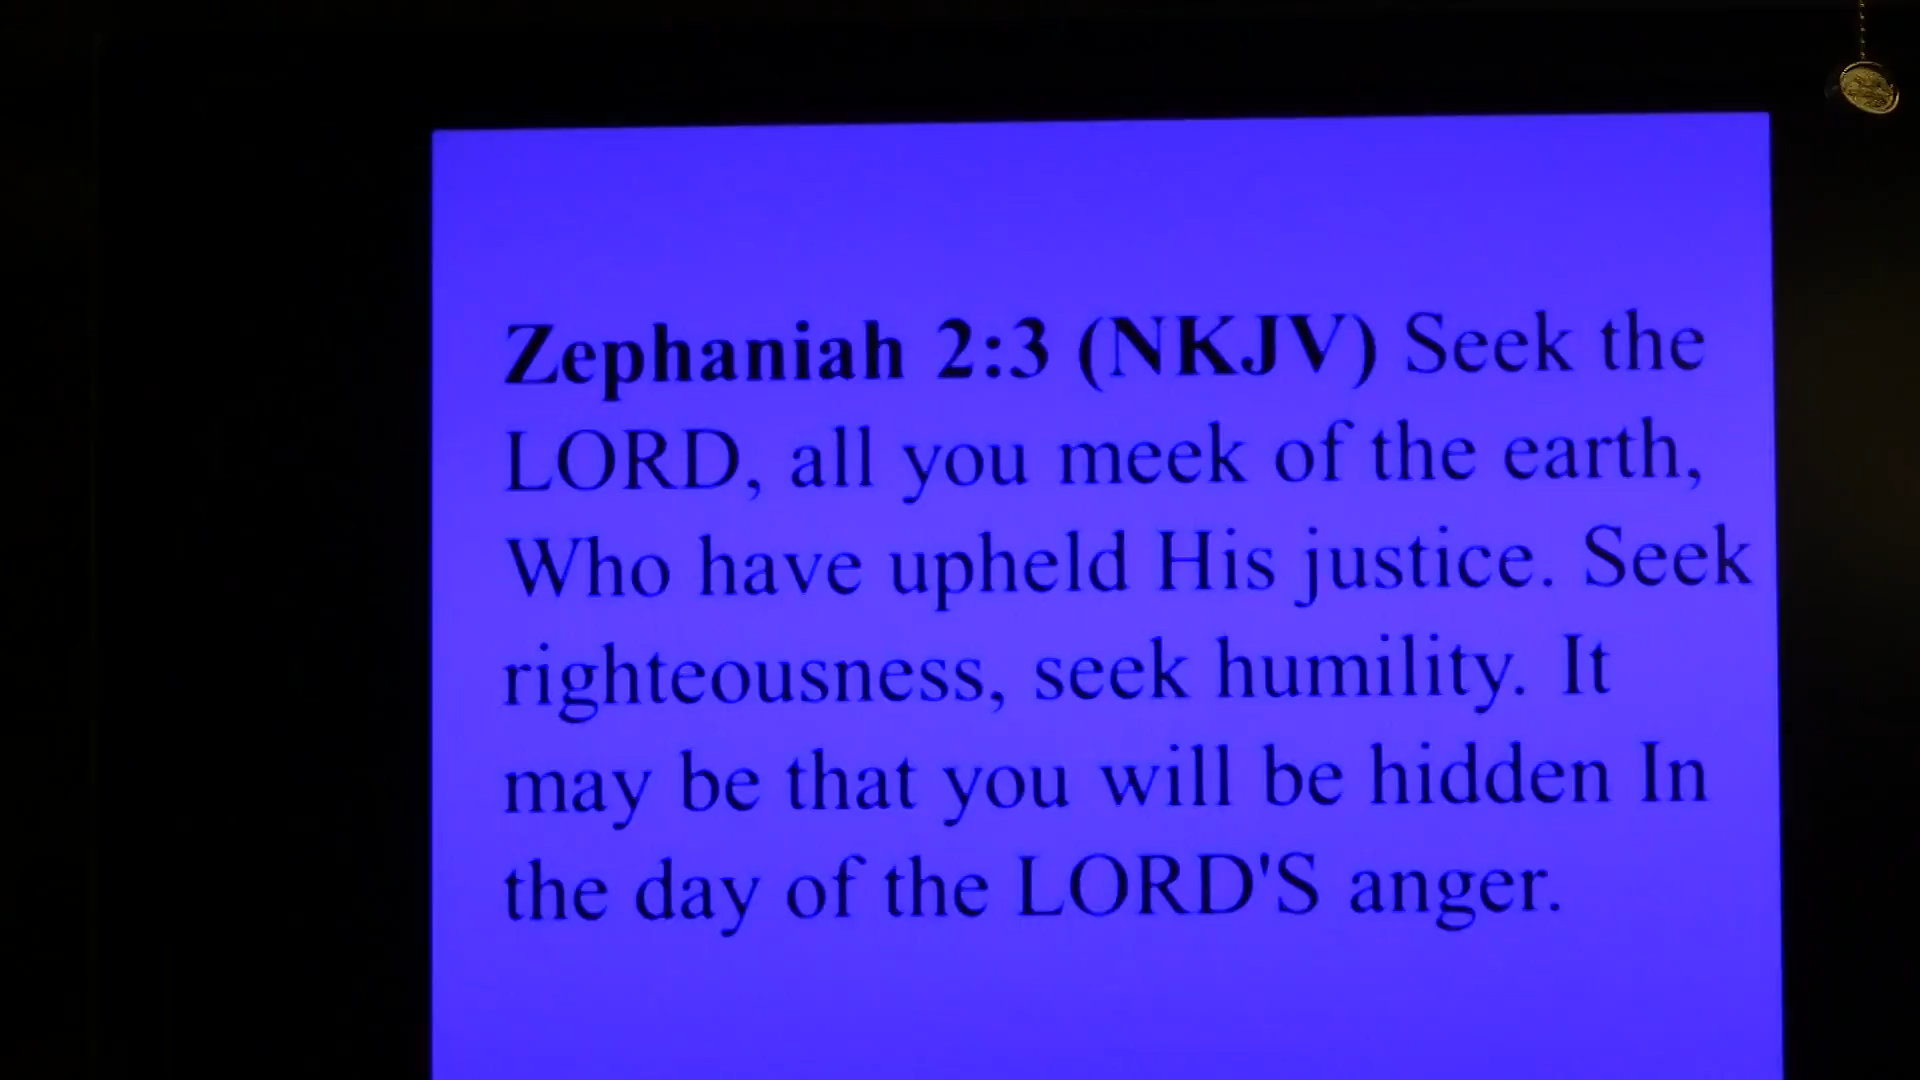 Zephaniah 2:3 (NKJV) Seek the
LORD, all you meek of the earth,
Who have upheld His justice. Seek
righteousness, seek humility. It
may be that you will be hidden In
the day of the LORD'S anger.